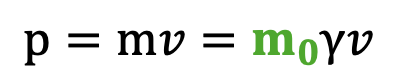 p = mv = m₀γv